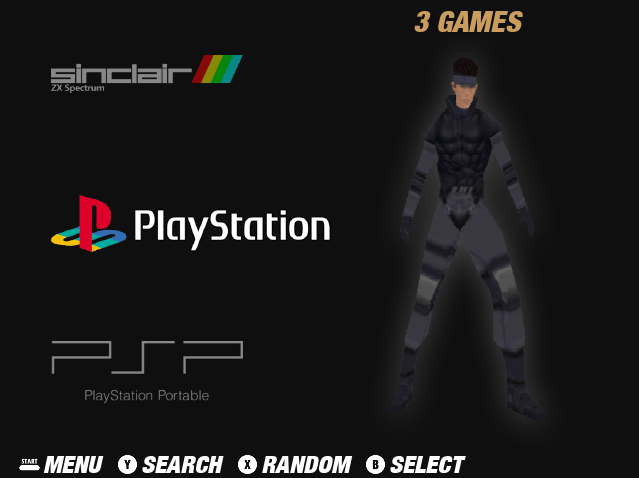 3 GAMES
sinclair
ZX Spectrum
PlayStation
PSP
PlayStation Portable
START MENU Y SEARCH X RANDOM B SELECT